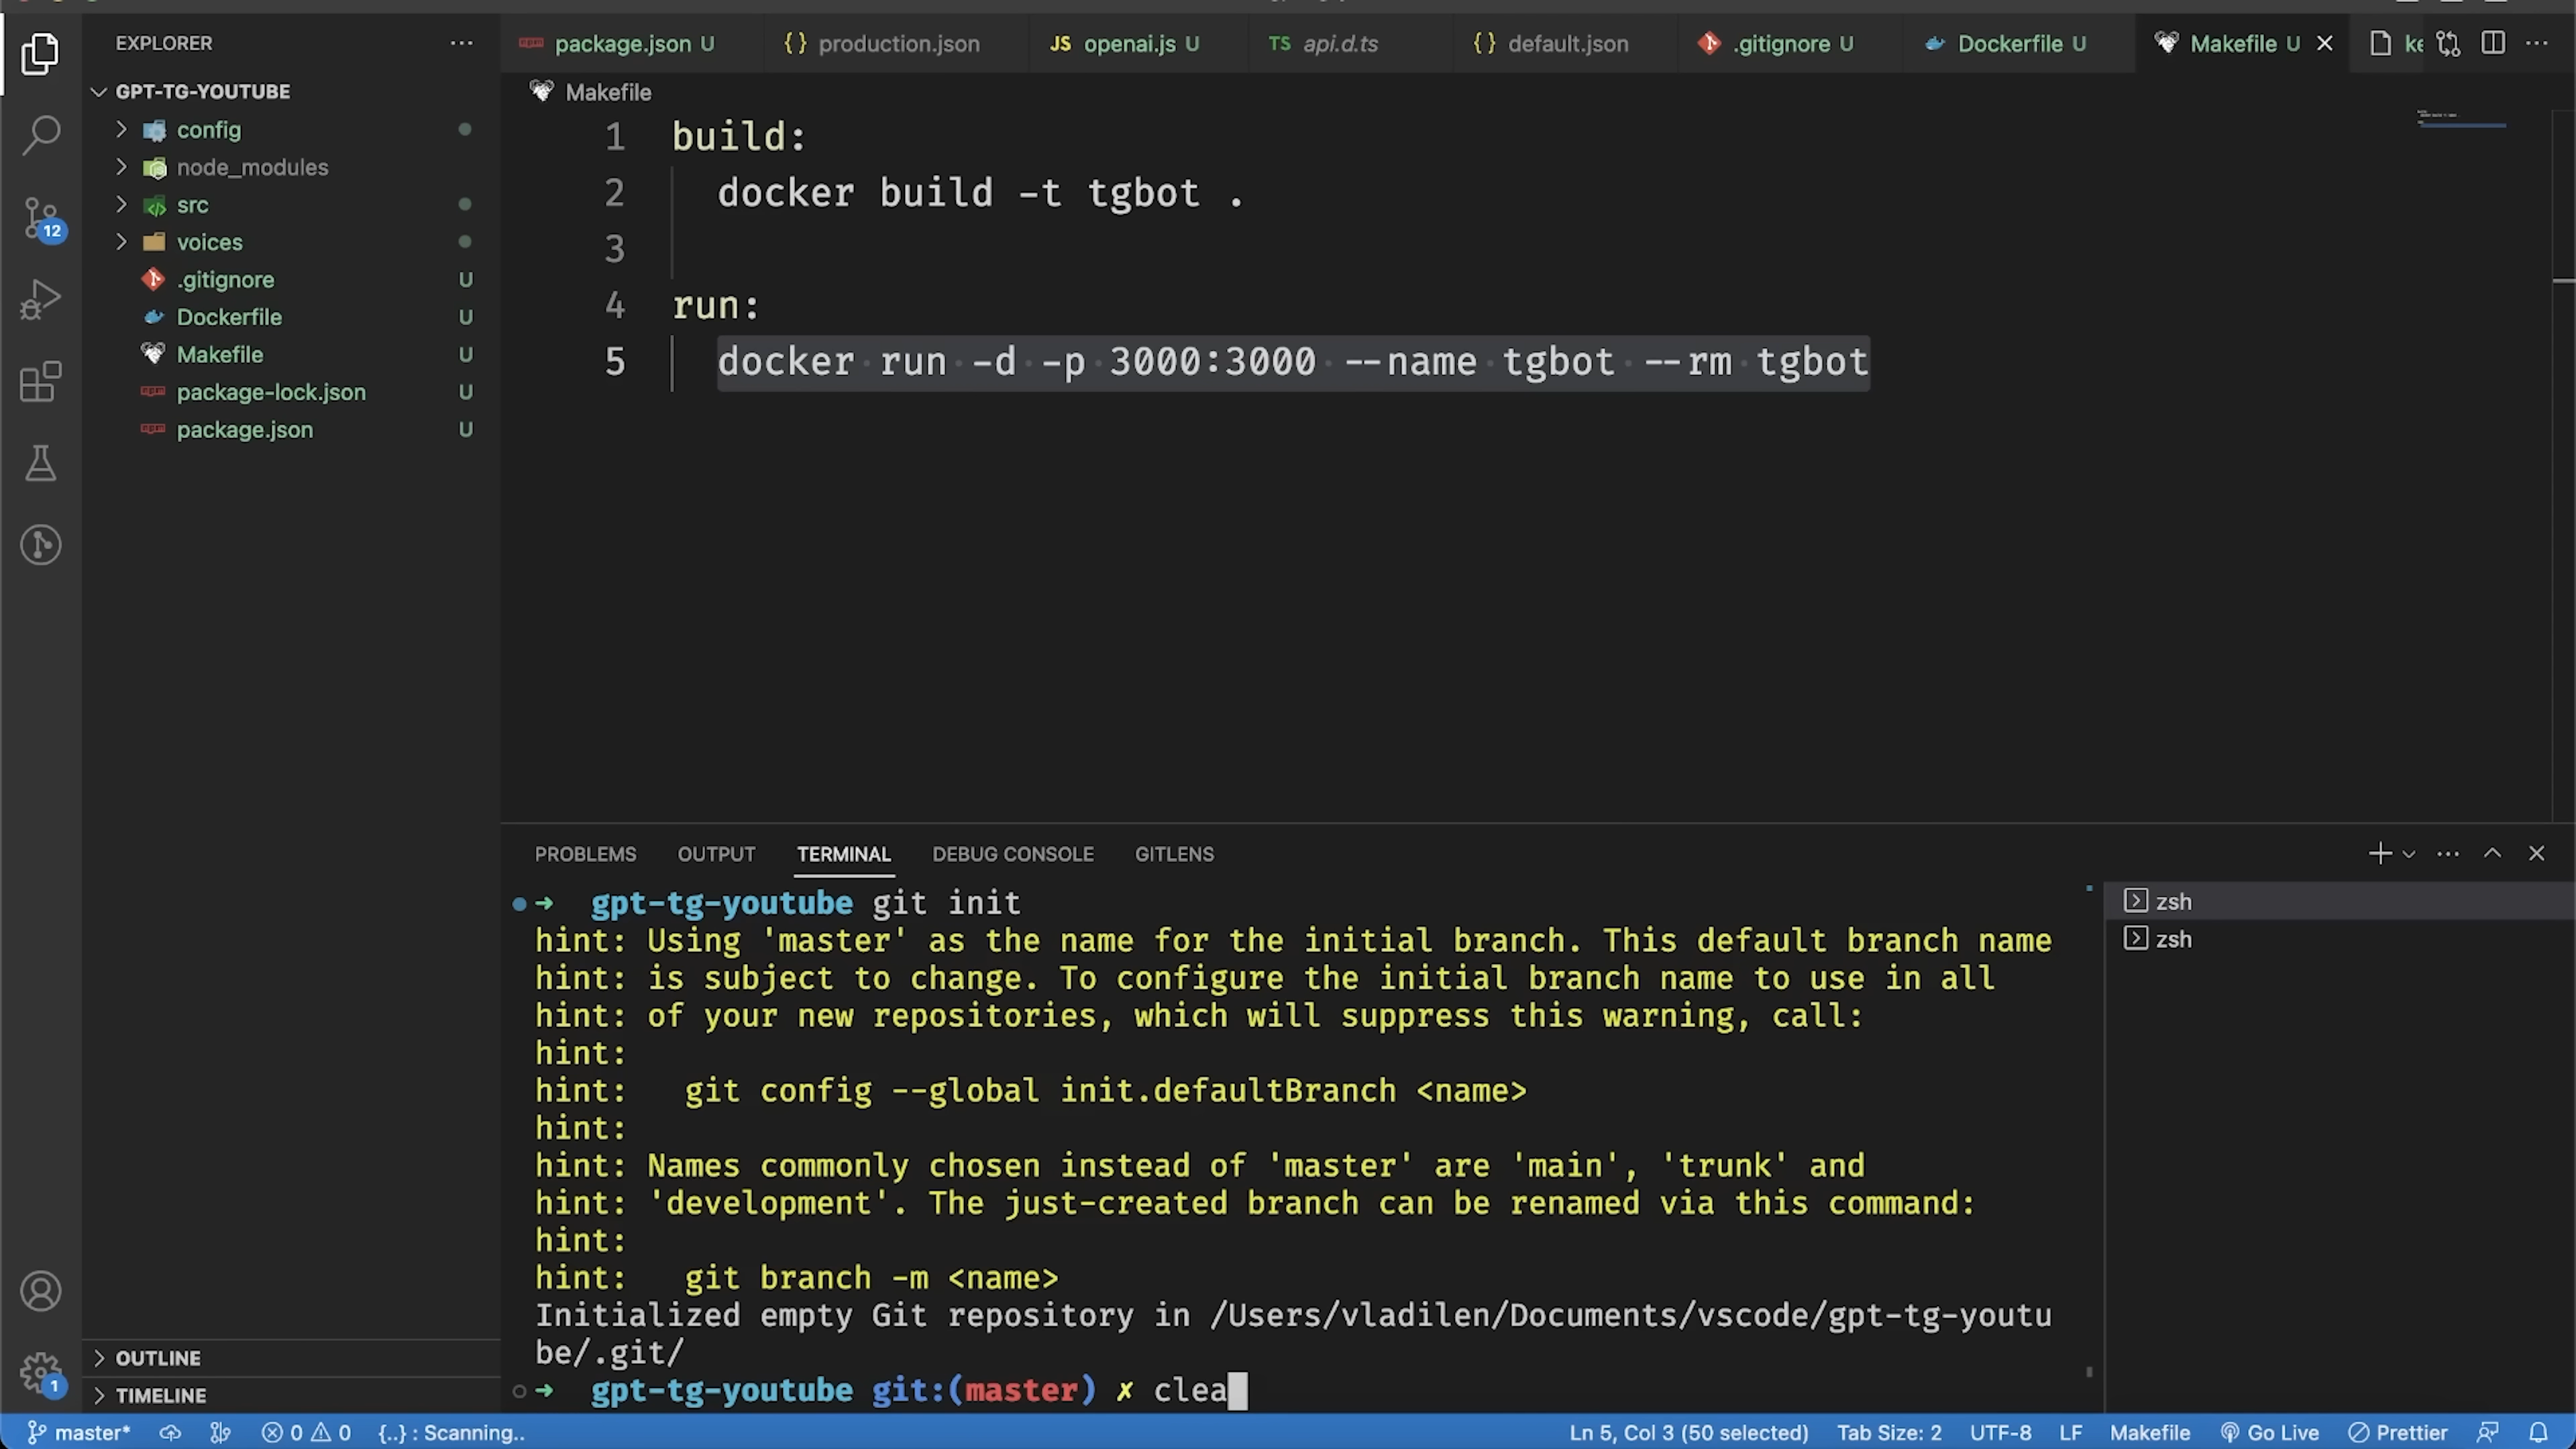 EXPLORER
GPT-TG-YOUTUBE
config
node_modules
src
voices
.gitignore U
Dockerfile U
Makefile U
package-lock.json U
package.json U
OUTLINE
TIMELINE
12
1
package.json U
{} production.json
JS openai.js U
TS api.d.ts
{} default.json
.gitignore U
Dockerfile U
Makefile U
ke
Makefile
1 build:
2 docker build -t tgbot .
3
4 run:
5 docker run -d -p 3000:3000 --name tgbot --rm tgbot
PROBLEMS OUTPUT TERMINAL DEBUG CONSOLE GITLENS
➜ gpt-tg-youtube git init
hint: Using 'master' as the name for the initial branch. This default branch name
hint: is subject to change. To configure the initial branch name to use in all
hint: of your new repositories, which will suppress this warning, call:
hint:
hint: git config --global init.defaultBranch <name>
hint:
hint: Names commonly chosen instead of 'master' are 'main', 'trunk' and
hint: 'development'. The just-created branch can be renamed via this command:
hint:
hint: git branch -m <name>
Initialized empty Git repository in /Users/vladilen/Documents/vscode/gpt-tg-youtu
be/.git/
➜ gpt-tg-youtube git:(master) ✗ clea
zsh
zsh
master* 0 0 {..} : Scanning.. Ln 5, Col 3 (50 selected) Tab Size: 2 UTF-8 LF Makefile Go Live Prettier